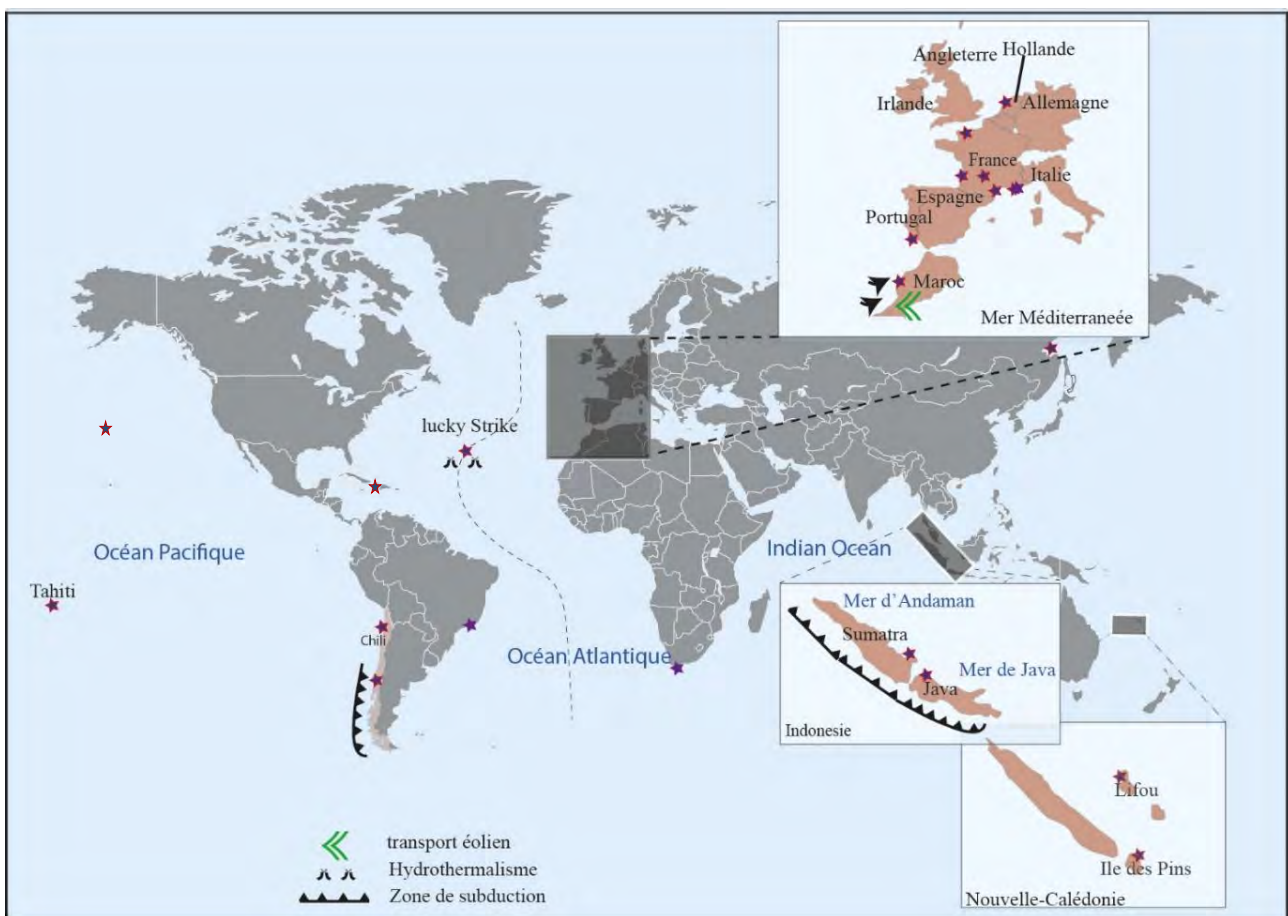 Angleterre
Hollande
Irlande
Allemagne
France
Italie
Espagne
Portugal
Maroc
Mer Méditerraneée
lucky Strike
Océan Pacifique
Indian Ocean
Tahiti
Chili
Océan Atlantique
Mer d'Andaman
Sumatra
Mer de Java
Java
Indonesie
Lifou
Ile des Pins
Nouvelle-Calédonie
transport éolien
Hydrothermalisme
Zone de subduction